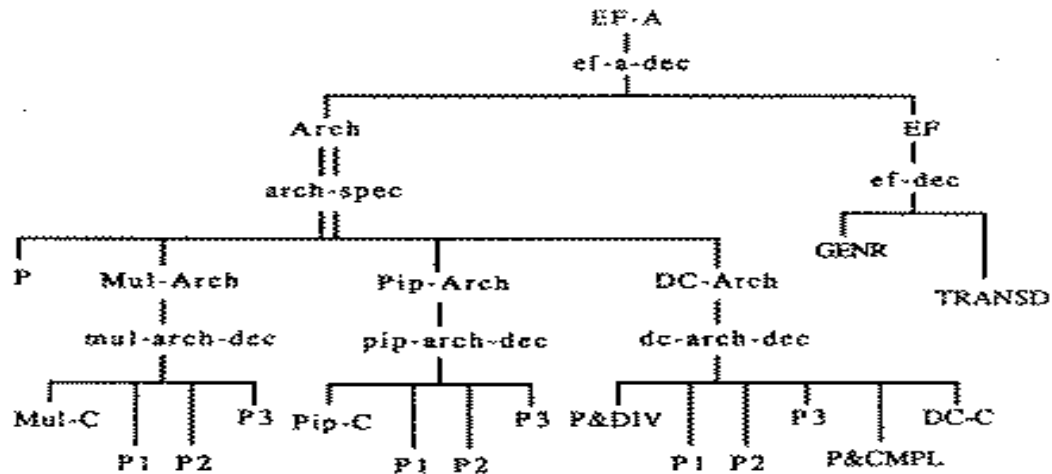 EF-A
ef-a-dec
Arch EF
arch-spec ef-dec
P Mul-Arch Pip-Arch DC-Arch GENR
TRANSD
mul-arch-dec pip-arch-dec dc-arch-dec
Mul-C P3 Pip-C P3 P&DIV P3 DC-C
P1 P2 P1 P2 P1 P2 P&CMPL